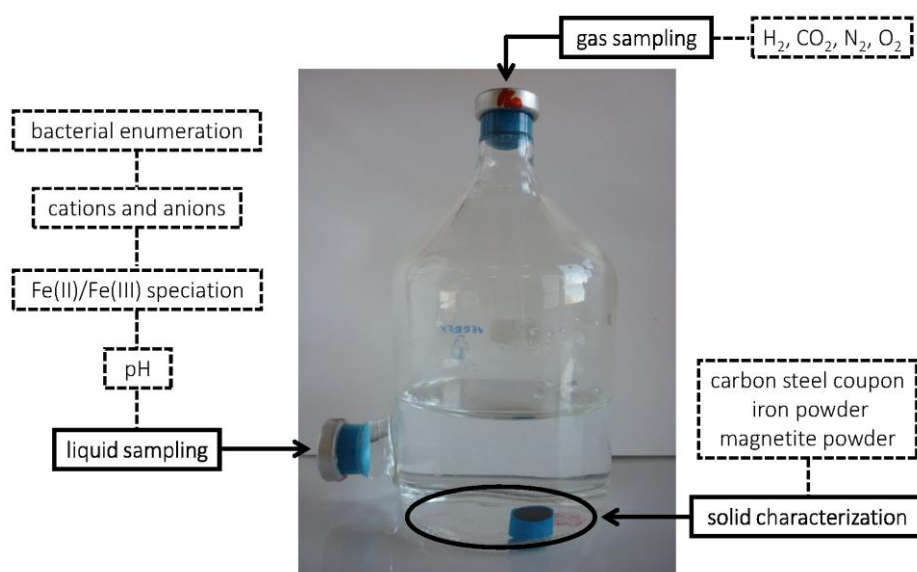 gas sampling
H₂, CO₂, N₂, O₂
bacterial enumeration
cations and anions
Fe(II)/Fe(III) speciation
pH
liquid sampling
carbon steel coupon
iron powder
magnetite powder
solid characterization